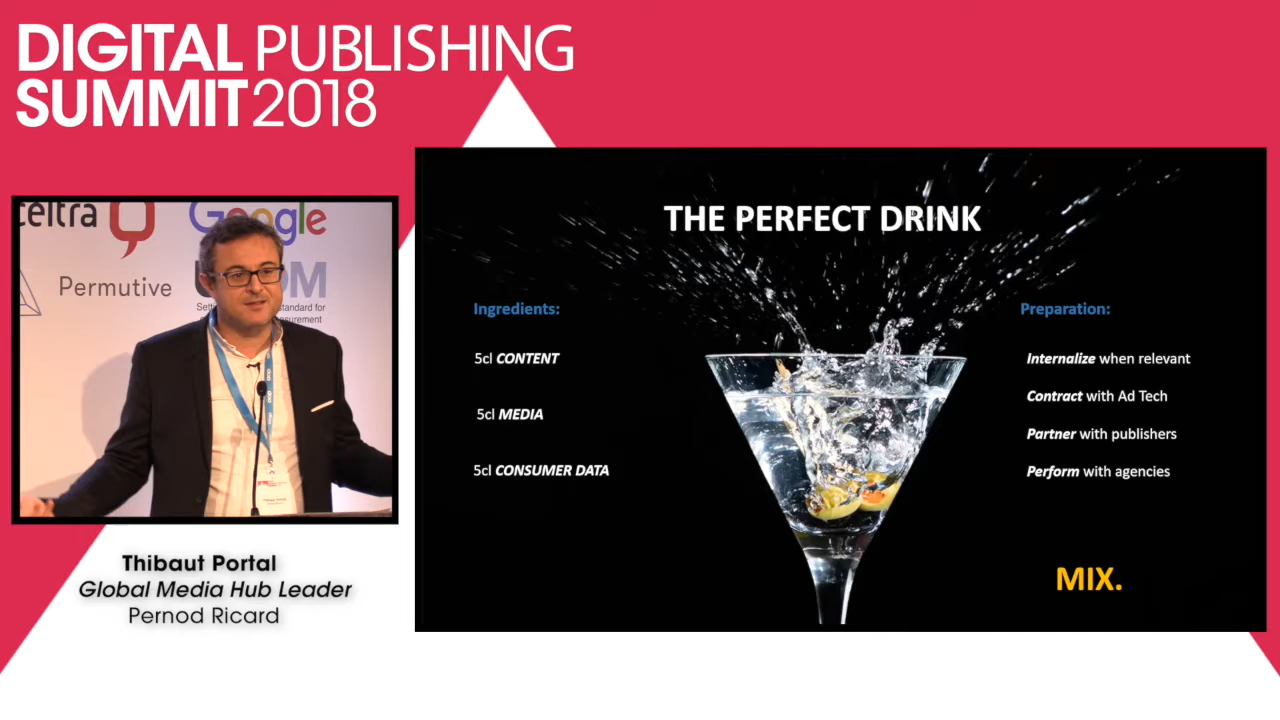 DIGITAL PUBLISHING
SUMMIT 2018
celtra
Google
Permutive
THE PERFECT DRINK
Ingredients:
5cl CONTENT
5cl MEDIA
5cl CONSUMER DATA
Preparation:
Internalize when relevant
Contract with Ad Tech
Partner with publishers
Perform with agencies
MIX.
Thibaut Portal
Global Media Hub Leader
Pernod Ricard